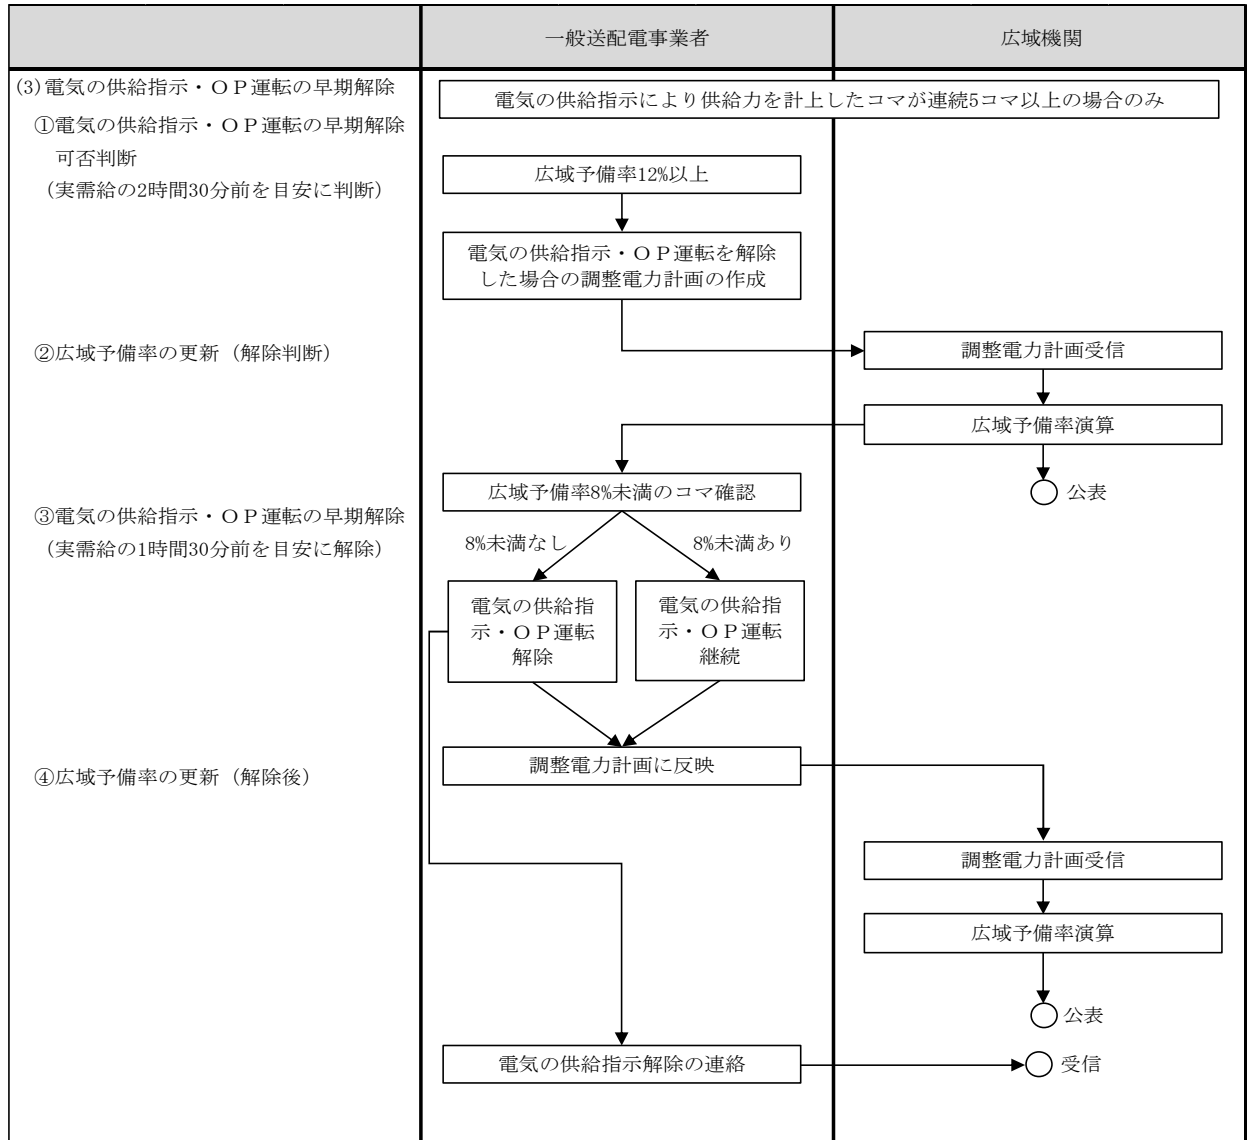 一般送配電事業者
広域機関
(3)電気の供給指示・ＯＰ運転の早期解除
電気の供給指示により供給力を計上したコマが連続5コマ以上の場合のみ
①電気の供給指示・ＯＰ運転の早期解除
可否判断
（実需給の2時間30分前を目安に判断）
広域予備率12%以上
電気の供給指示・ＯＰ運転を解除
した場合の調整電力計画の作成
②広域予備率の更新（解除判断）
調整電力計画受信
広域予備率演算
公表
広域予備率8%未満のコマ確認
③電気の供給指示・ＯＰ運転の早期解除
（実需給の1時間30分前を目安に解除）
8%未満なし
8%未満あり
電気の供給指
示・ＯＰ運転
解除
電気の供給指
示・ＯＰ運転
継続
調整電力計画に反映
④広域予備率の更新（解除後）
調整電力計画受信
広域予備率演算
公表
電気の供給指示解除の連絡
受信